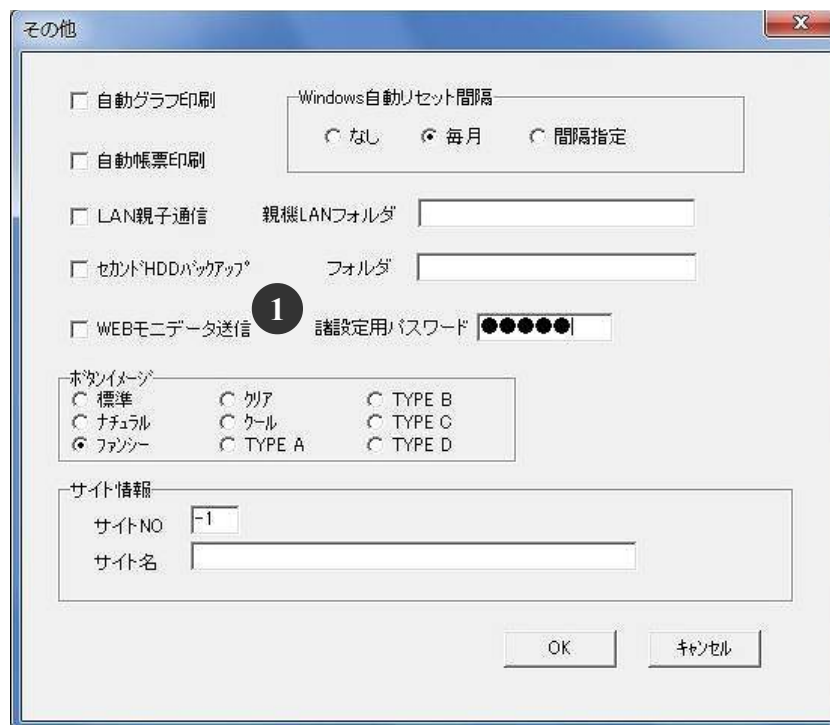 その他
自動グラフ印刷
Windows自動リセット間隔
なし 毎月 間隔指定
自動帳票印刷
LAN親子通信 親機LANフォルダ
セカンドHDDバックアップ フォルダ
WEBモニデータ送信 1 諸設定用パスワード ●●●●●
ボタンイメージ
標準 クリア TYPE B
ナチュラル クール TYPE C
ファンシー TYPE A TYPE D
サイト情報
サイトNO -1
サイト名
OK キャンセル